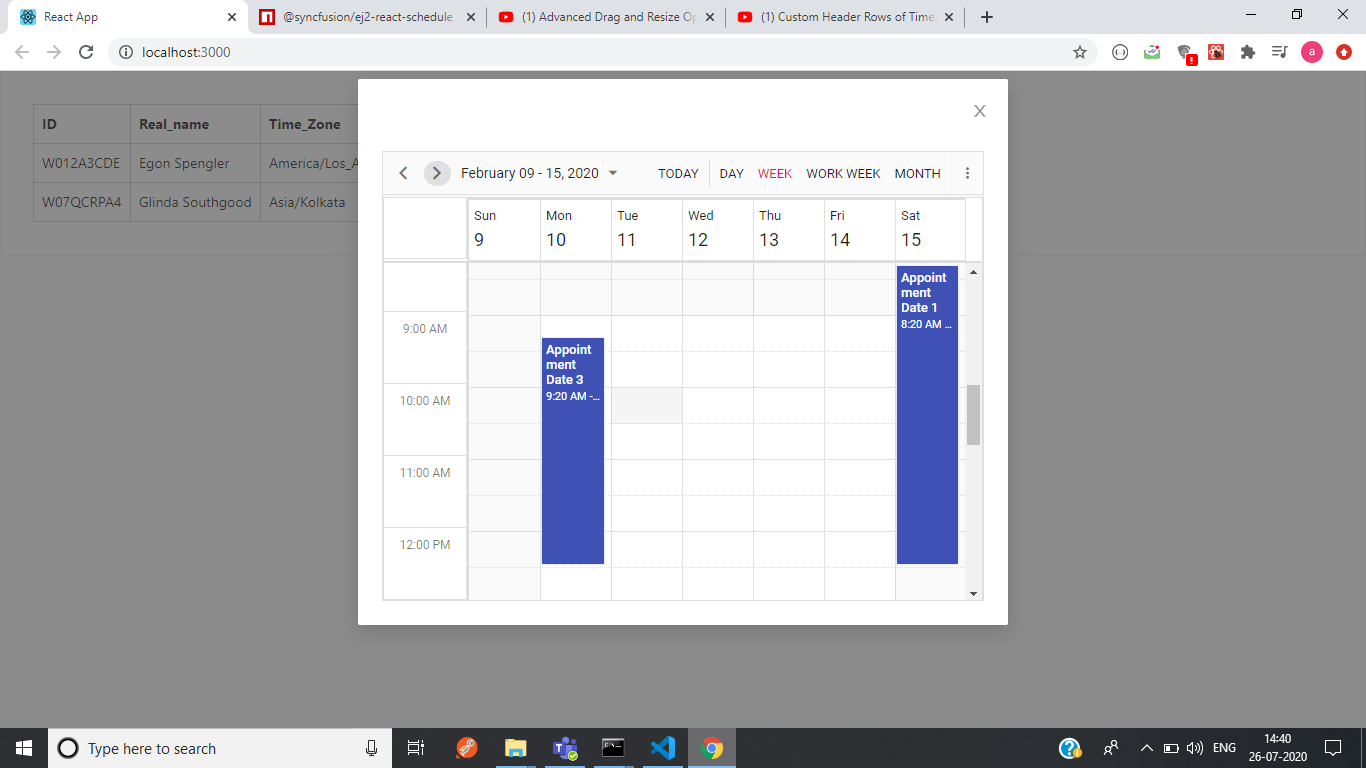 React App
@syncfusion/ej2-react-schedule
(1) Advanced Drag and Resize Op
(1) Custom Header Rows of Time
localhost:3000
ID Real_name Time_Zone
W012A3CDE Egon Spengler America/Los_A
W07QCRPA4 Glinda Southgood Asia/Kolkata
X
February 09 - 15, 2020 TODAY DAY WEEK WORK WEEK MONTH
Sun Mon Tue Wed Thu Fri Sat
9 10 11 12 13 14 15
Appoint
ment
Date 1
8:20 AM ...
9:00 AM
Appoint
ment
Date 3
9:20 AM -...
10:00 AM
11:00 AM
12:00 PM
Type here to search
ENG
14:40
26-07-2020